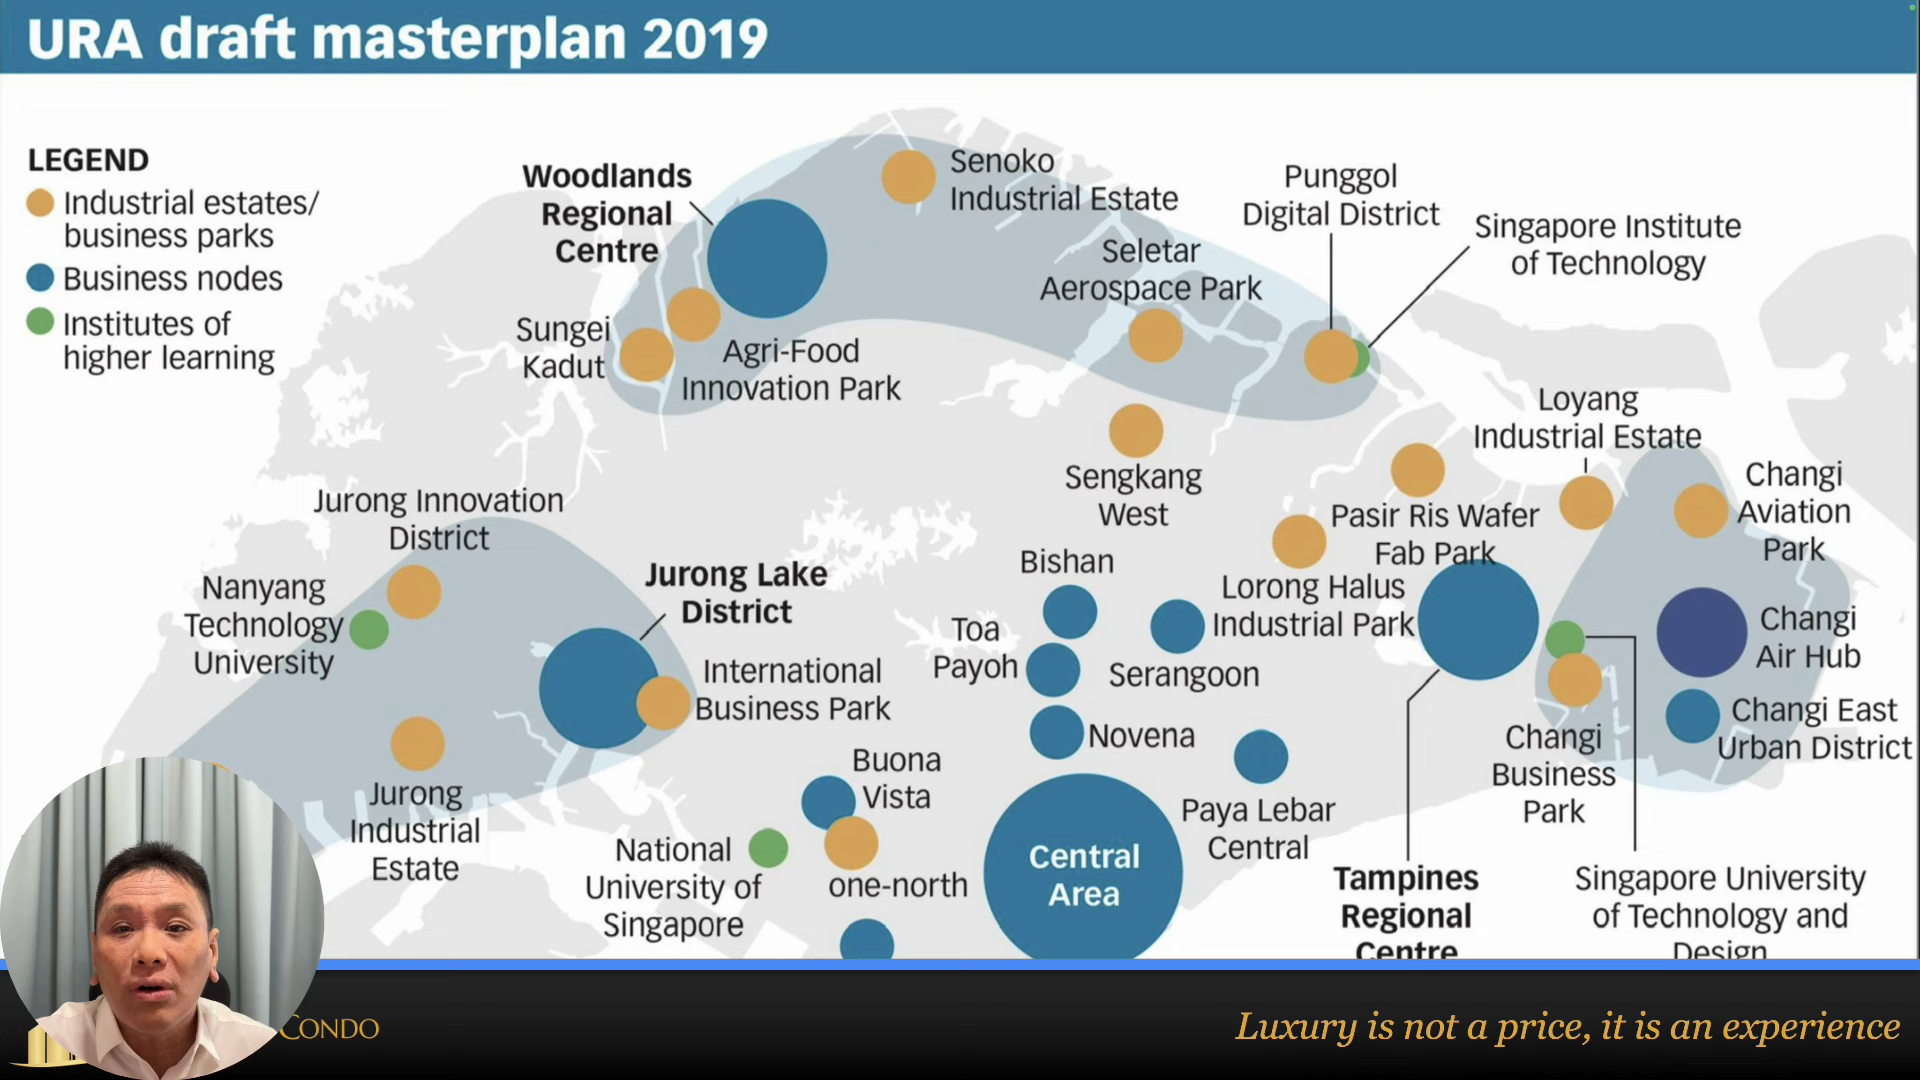 URA draft masterplan 2019
LEGEND
Industrial estates/
business parks
Business nodes
Institutes of
higher learning
Woodlands
Regional
Centre
Senoko
Industrial Estate
Punggol
Digital District
Singapore Institute
of Technology
Seletar
Aerospace Park
Sungei
Kadut
Agri-Food
Innovation Park
Loyang
Industrial Estate
Sengkang
West
Changi
Aviation
Park
Pasir Ris Wafer
Fab Park
Jurong Innovation
District
Nanyang
Technology
University
Jurong Lake
District
Bishan
Lorong Halus
Industrial Park
Toa
Payoh
Serangoon
Changi
Air Hub
International
Business Park
Novena
Changi East
Urban District
Changi
Business
Park
Buona
Vista
Jurong
Industrial
Estate
Paya Lebar
Central
National
University of
Singapore
one-north
Central
Area
Tampines
Regional
Centre
Singapore University
of Technology and
Design
CONDO
Luxury is not a price, it is an experience